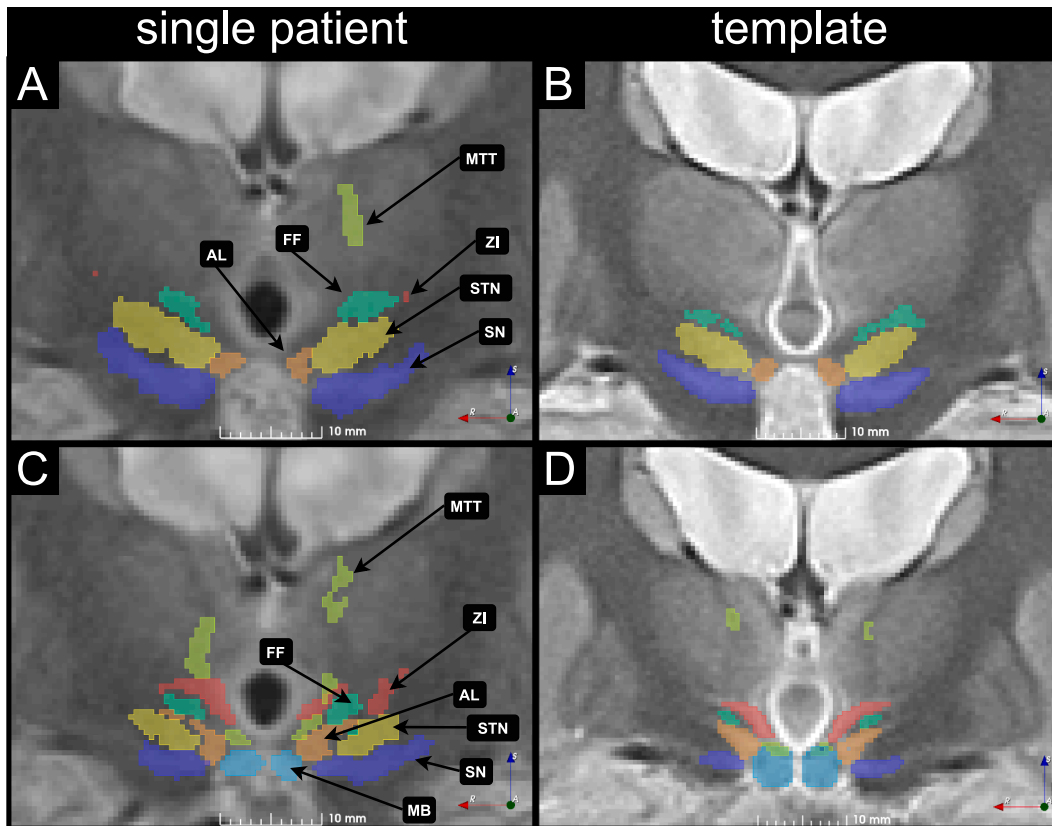 single patient
template
A
B
MTT
FF
ZI
AL
STN
SN
S
S
R
A
R
A
10 mm
10 mm
C
D
MTT
ZI
FF
AL
STN
SN
MB
S
S
R
A
R
A
10 mm
10 mm